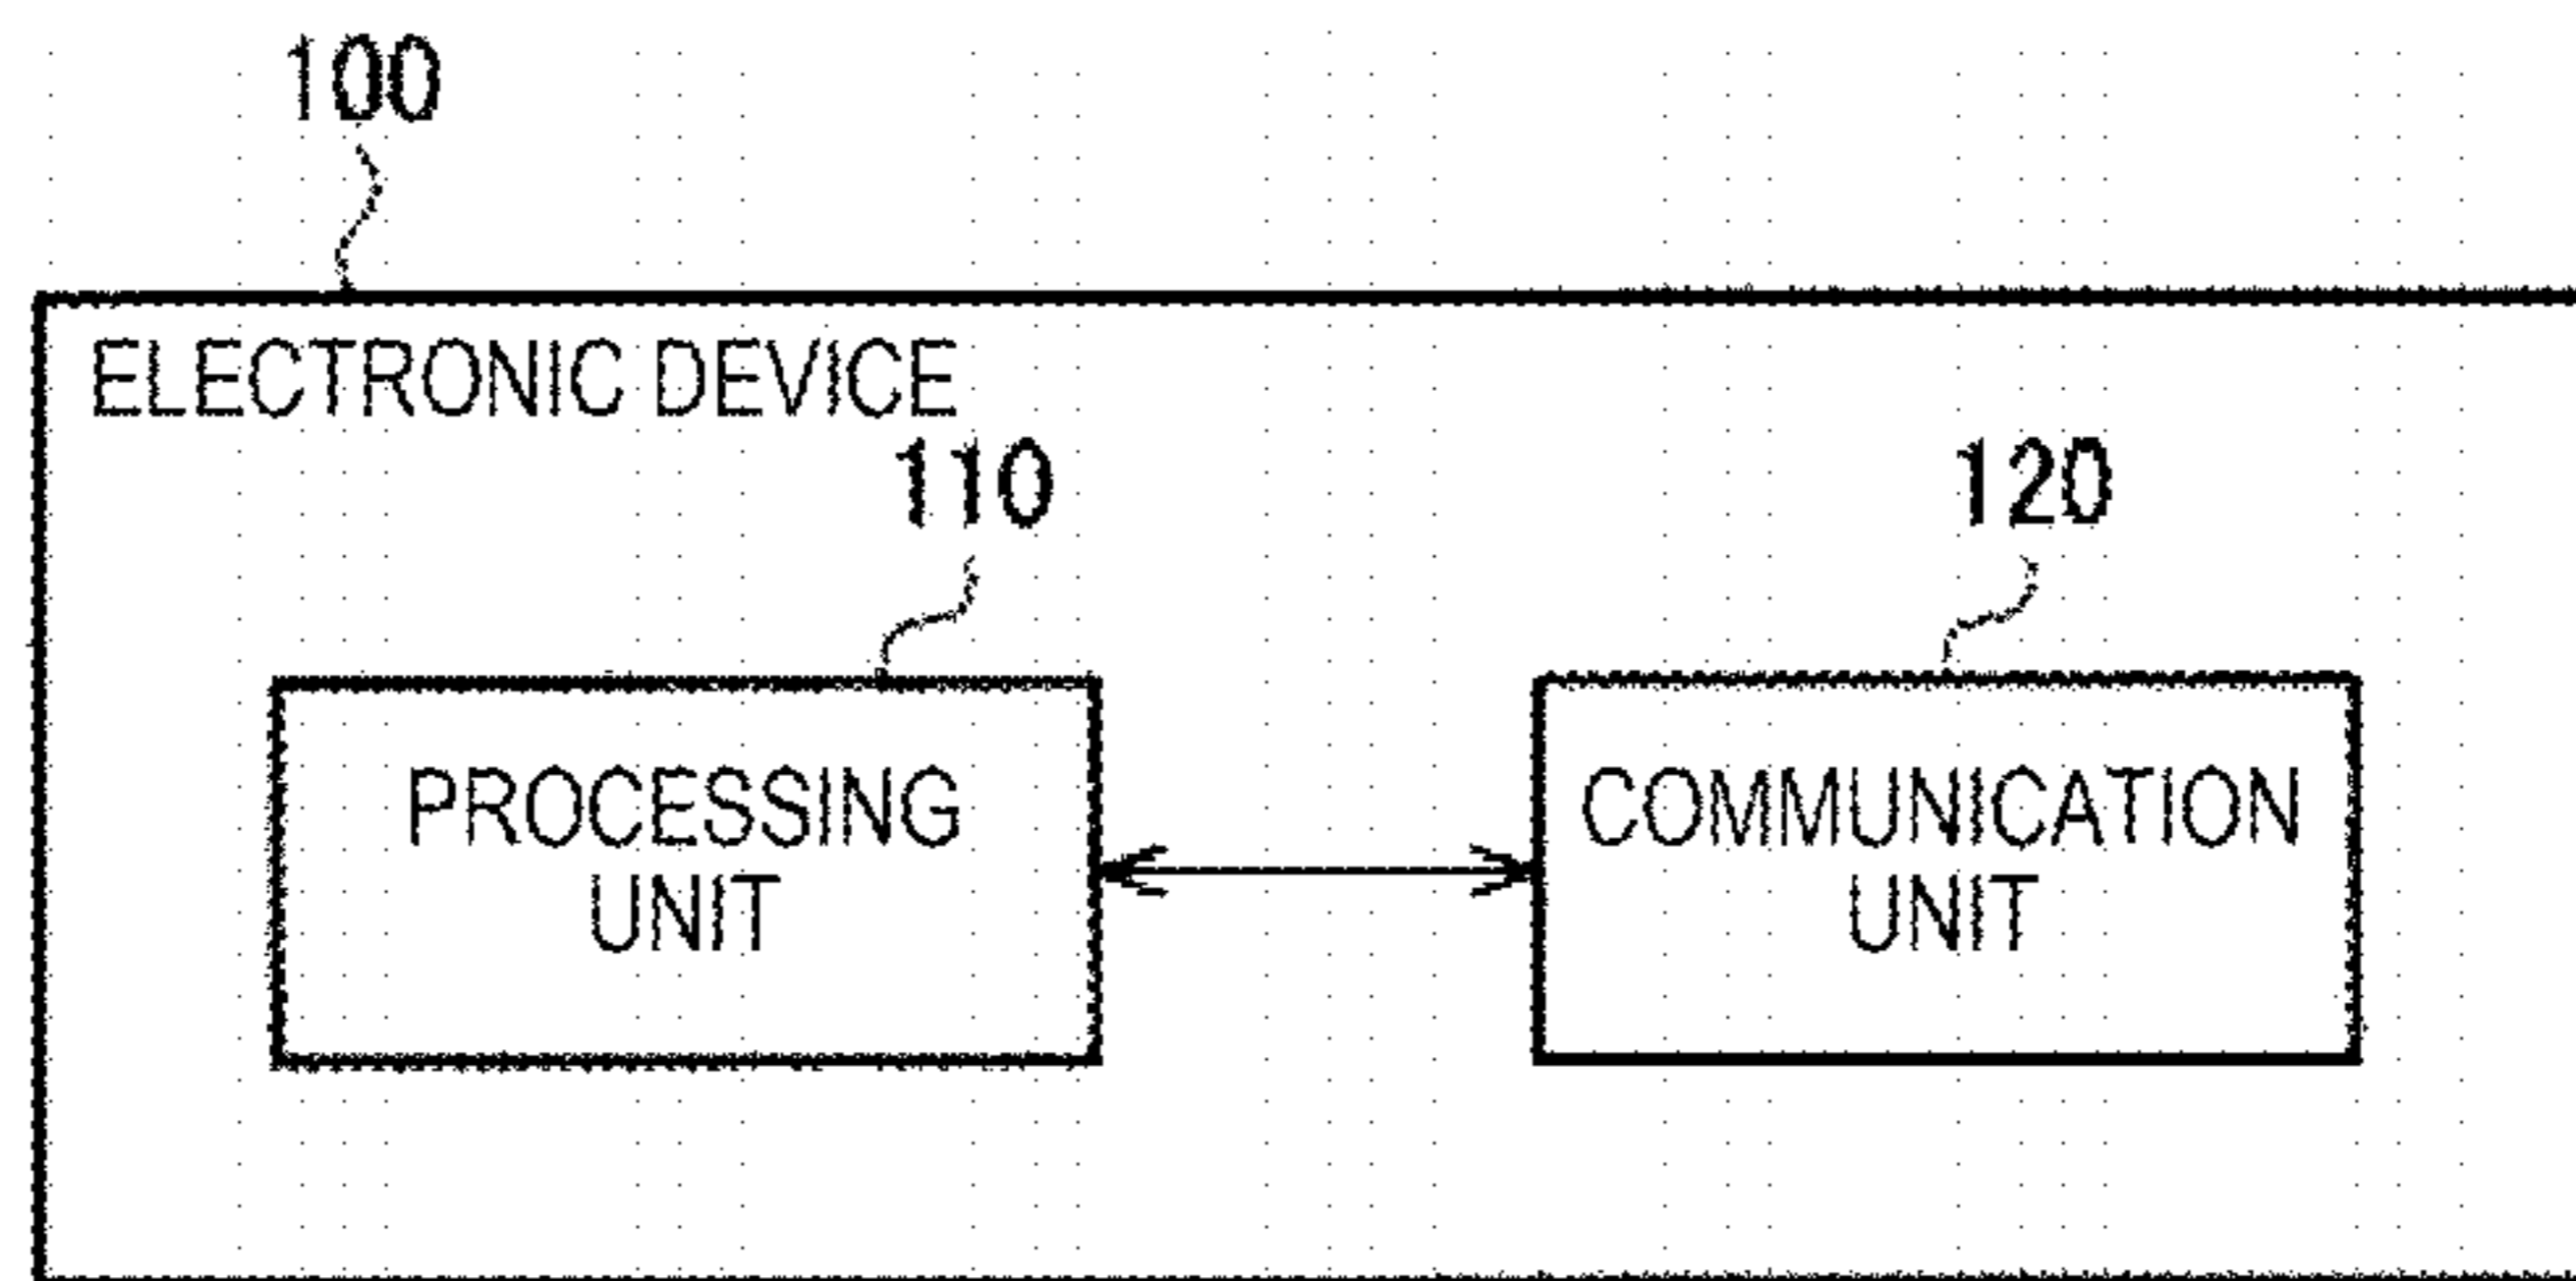 100
ELECTRONIC DEVICE
110
120
PROCESSING
UNIT
COMMUNICATION
UNIT